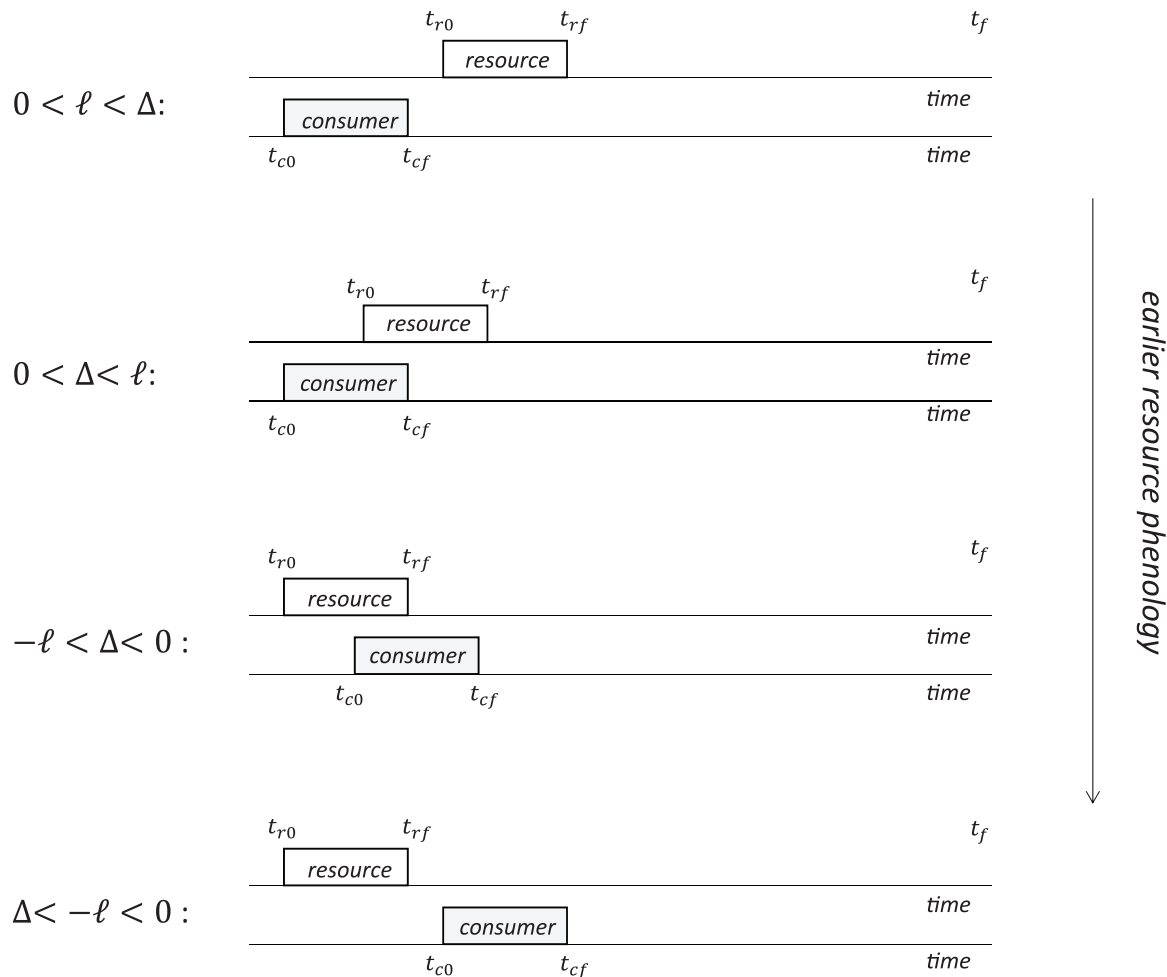 t_{r0} t_{rf} t_f
resource
0 < ℓ < Δ:
time
consumer
t_{c0} t_{cf} time
t_{r0} t_{rf} t_f
resource
0 < Δ< ℓ:
time
consumer
t_{c0} t_{cf} time
t_{r0} t_{rf} t_f
resource
−ℓ < Δ< 0 :
time
consumer
t_{c0} t_{cf} time
t_{r0} t_{rf} t_f
resource
Δ< −ℓ < 0 :
time
consumer
t_{c0} t_{cf} time
earlier resource phenology